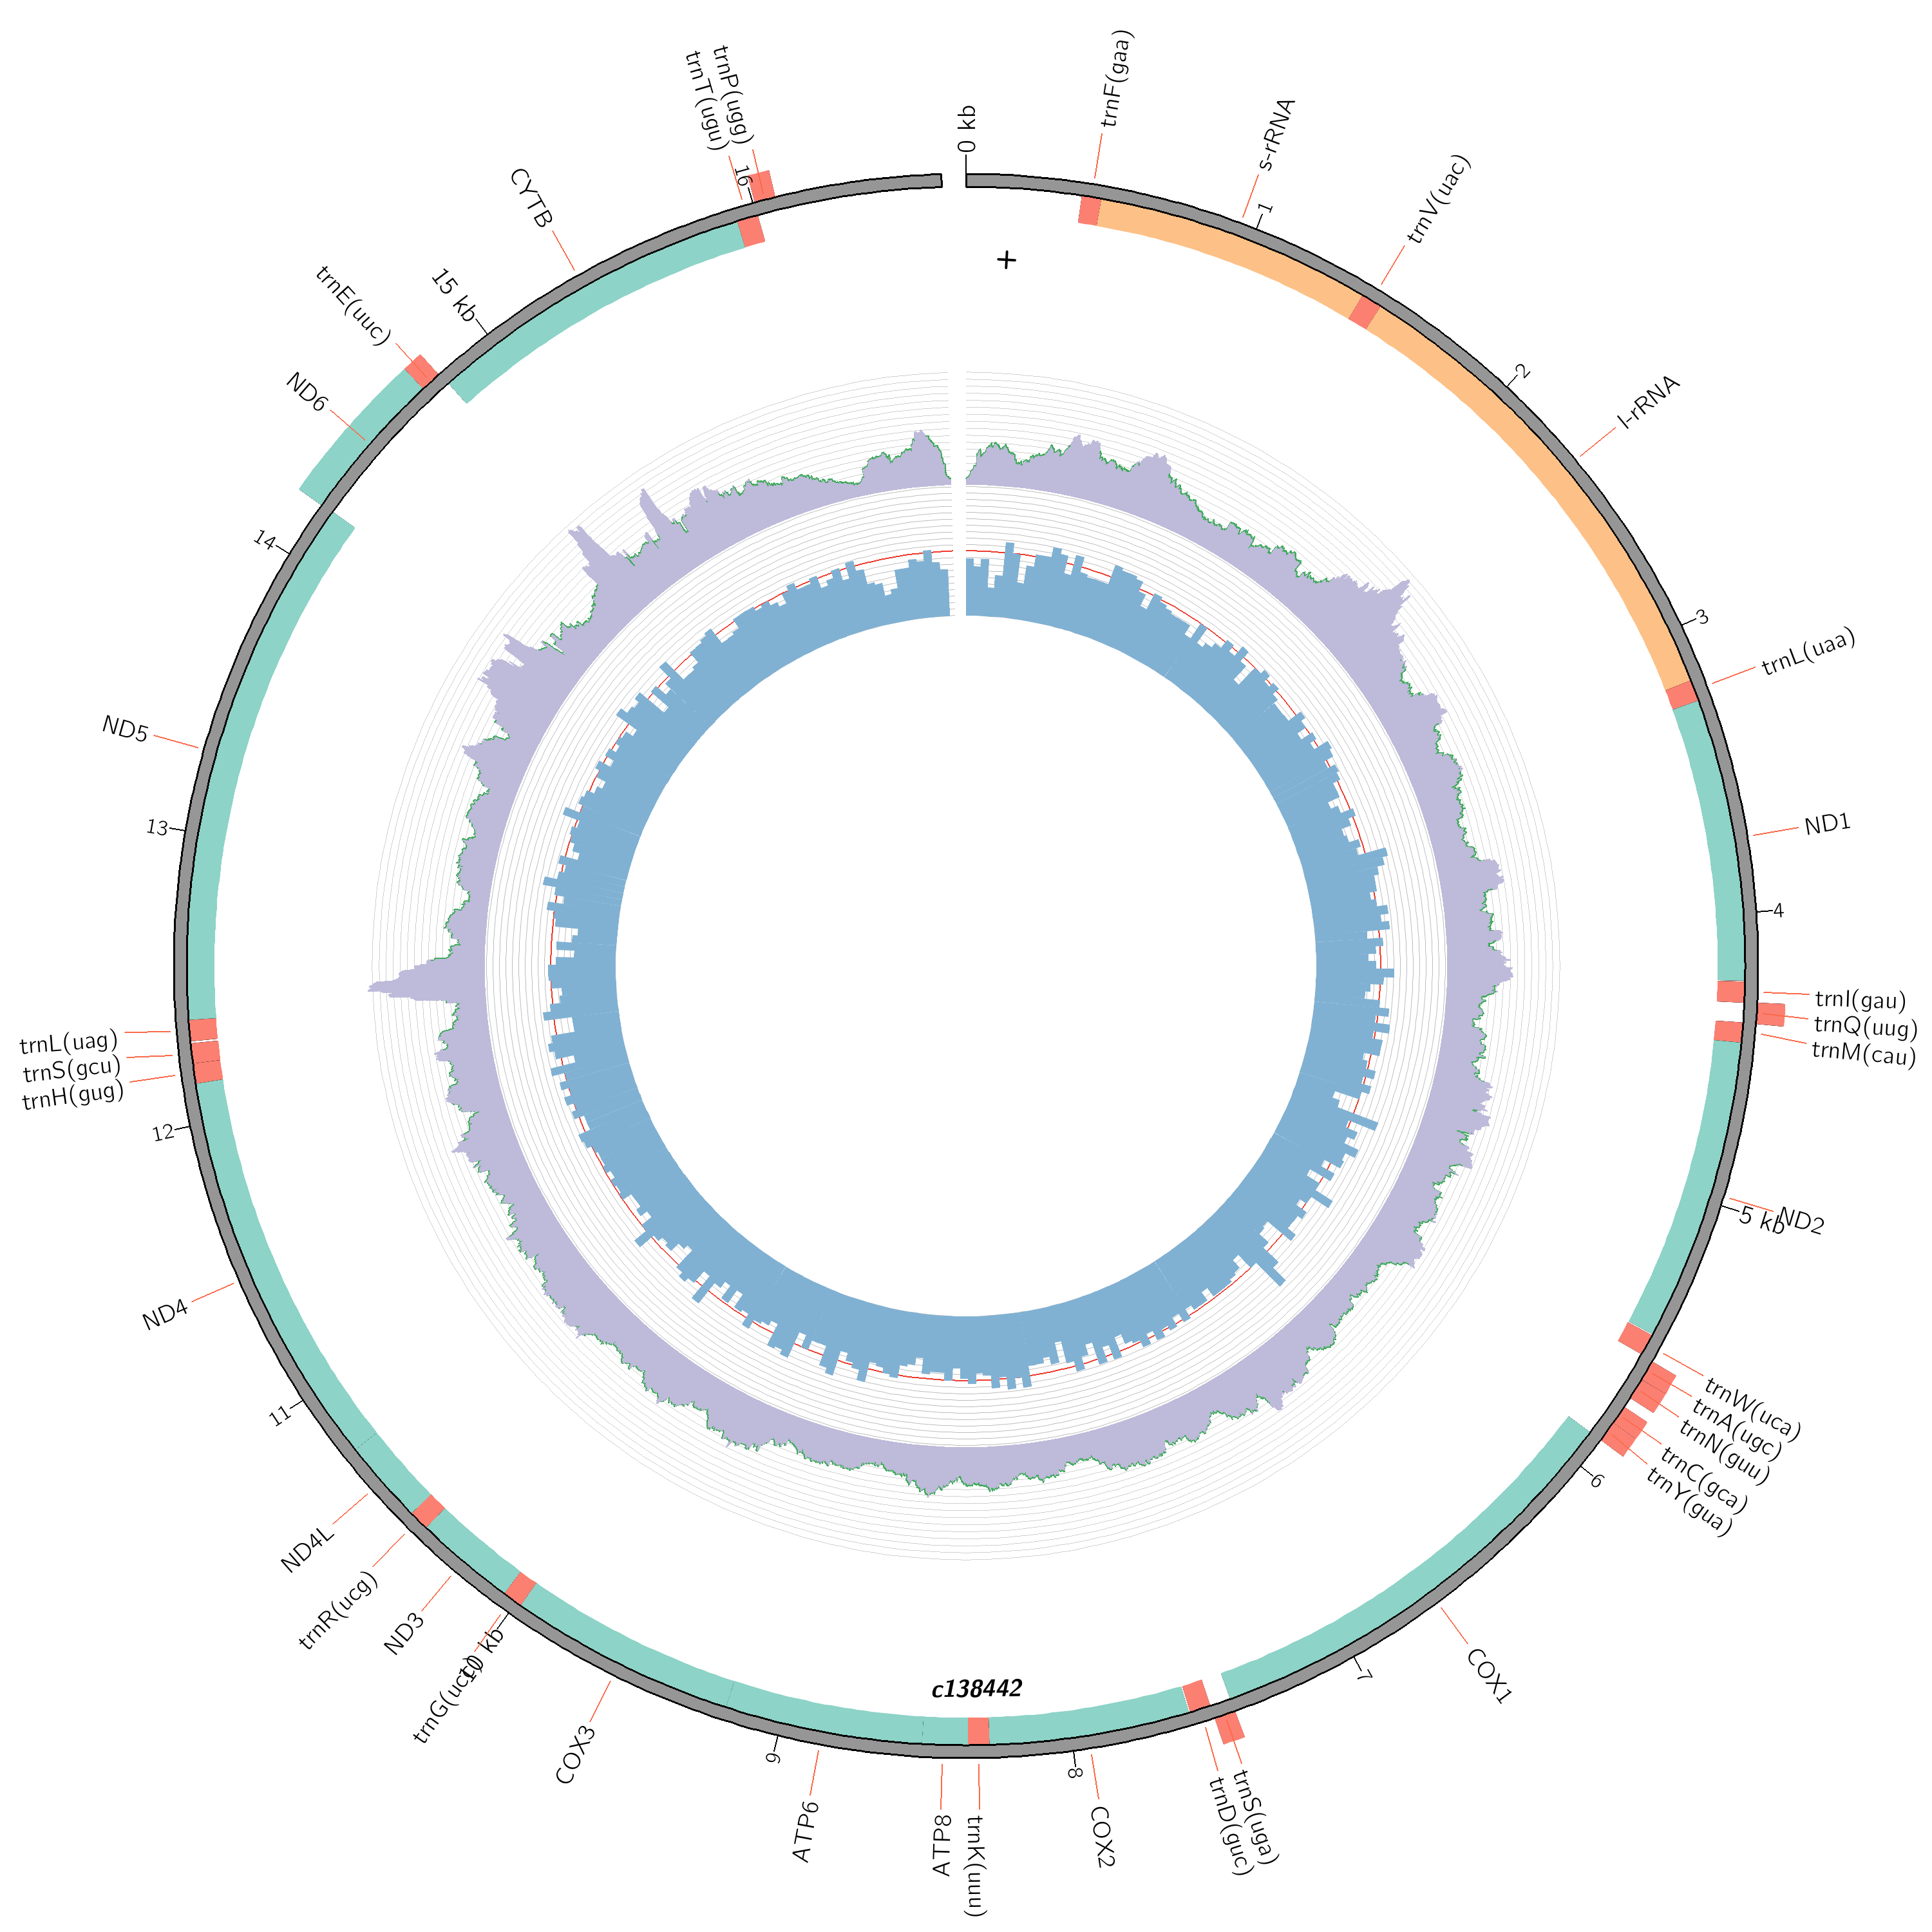 0 kb
trnF(gaa)
s-rRNA
1
trnV(uac)
2
l-rRNA
3
trnL(uaa)
ND1
4
trnI(gau)
trnQ(uug)
trnM(cau)
5 kb
ND2
trnW(uca)
trnA(ugc)
trnN(guu)
trnC(gca)
trnY(gua)
6
COX1
7
trnS(uga)
trnD(guc)
COX2
8
trnK(uuu)
ATP8
ATP6
9
COX3
10 kb
trnG(ucc)
ND3
trnR(ucg)
ND4L
11
ND4
12
trnH(gug)
trnS(gcu)
trnL(uag)
13
ND5
14
ND6
trnE(uuc)
15 kb
CYTB
16
trnT(ugu)
trnP(ugg)
+
c138442